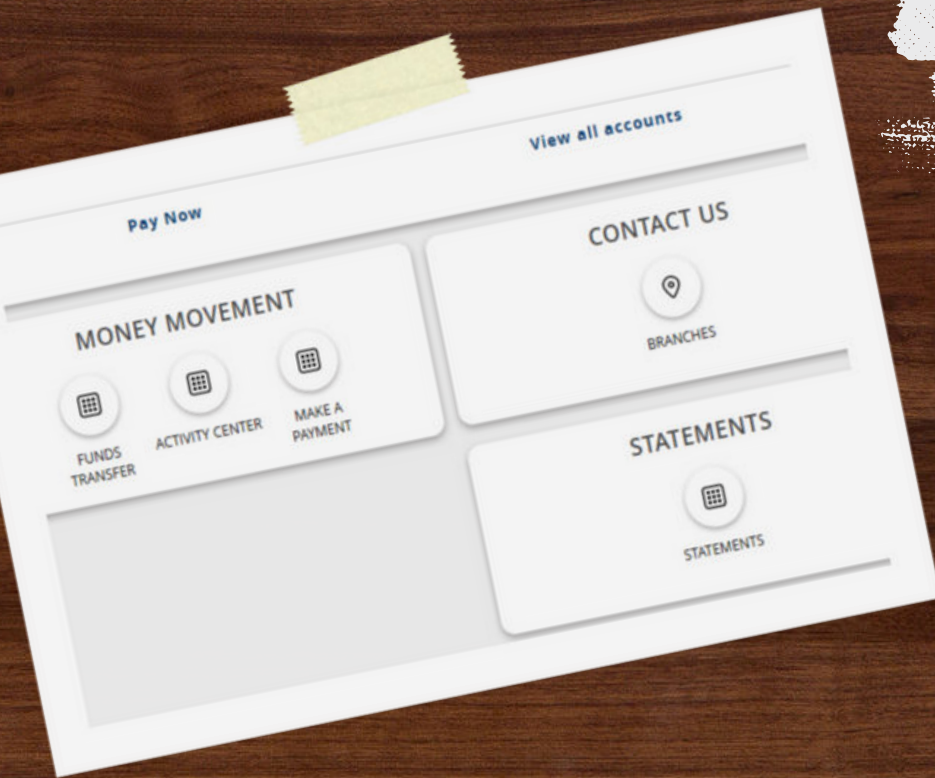 View all accounts
Pay Now
MONEY MOVEMENT
FUNDS
TRANSFER
ACTIVITY CENTER
MAKE A
PAYMENT
CONTACT US
BRANCHES
STATEMENTS
STATEMENTS